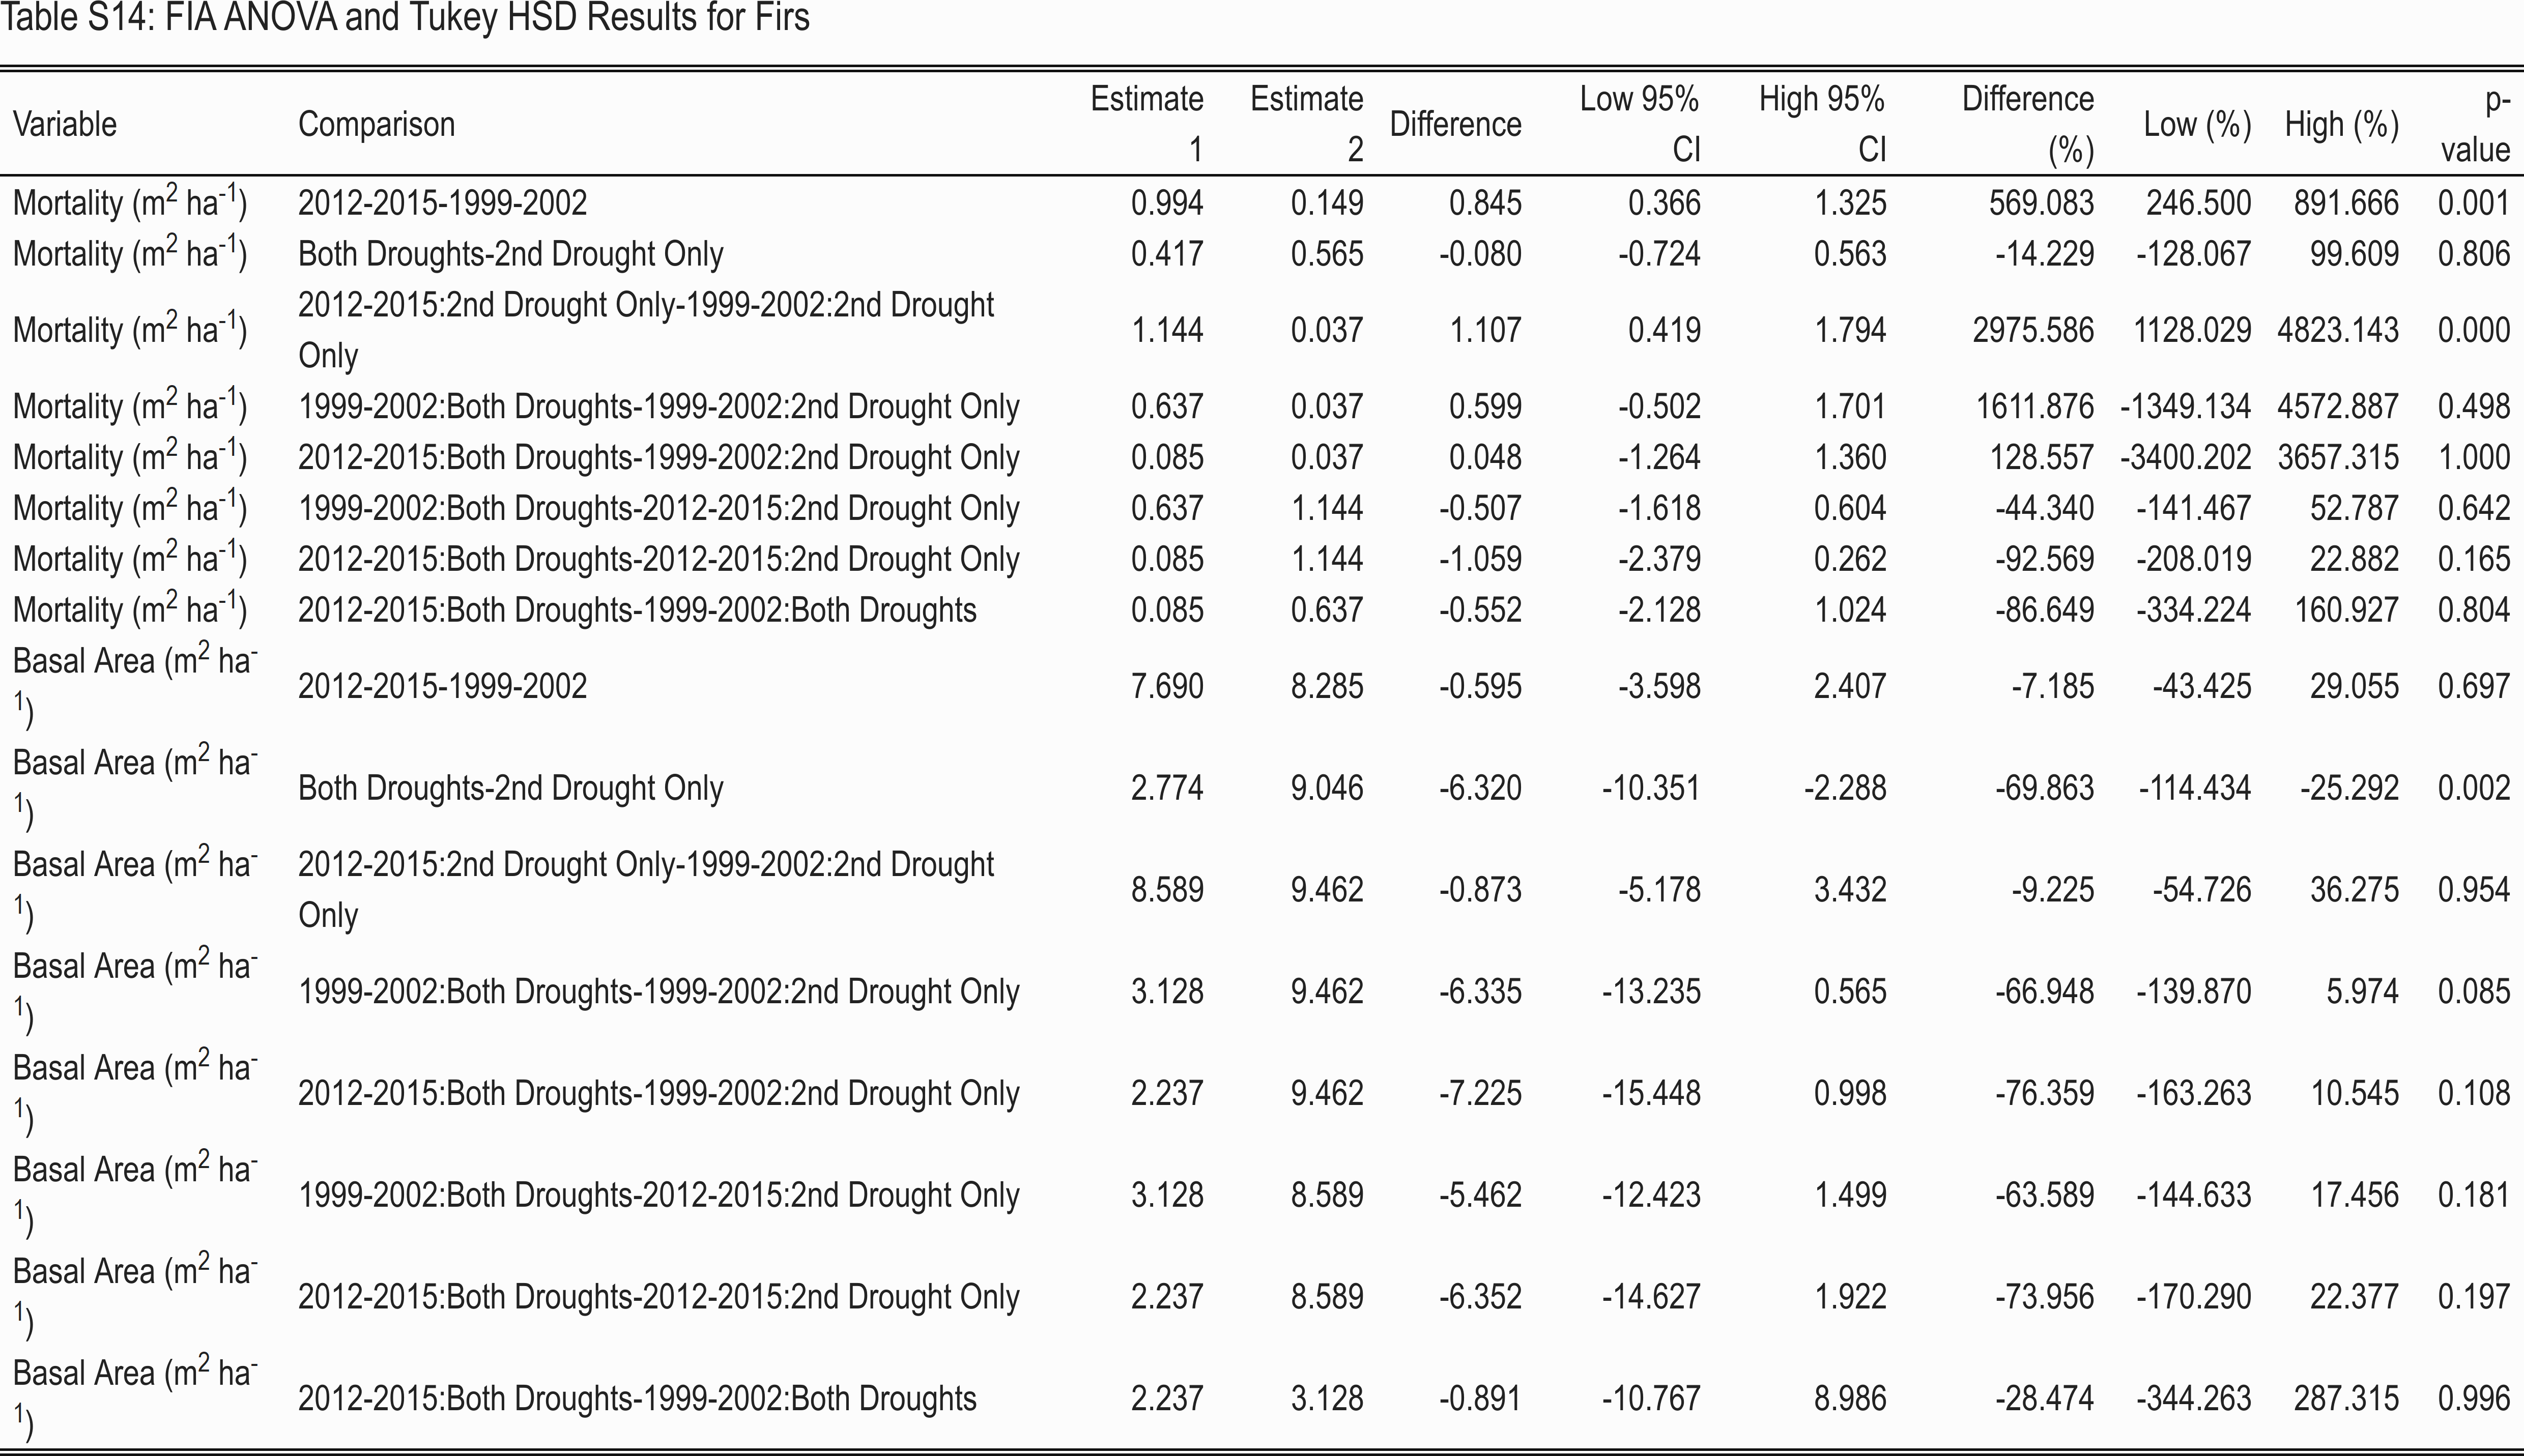 Table S14: FIA ANOVA and Tukey HSD Results for Firs
Variable Comparison Estimate 1 Estimate 2 Difference Low 95% CI High 95% CI Difference (%) Low (%) High (%) p-value
Mortality (m² ha⁻¹) 2012-2015-1999-2002 0.994 0.149 0.845 0.366 1.325 569.083 246.500 891.666 0.001
Mortality (m² ha⁻¹) Both Droughts-2nd Drought Only 0.417 0.565 -0.080 -0.724 0.563 -14.229 -128.067 99.609 0.806
Mortality (m² ha⁻¹) 2012-2015:2nd Drought Only-1999-2002:2nd Drought Only 1.144 0.037 1.107 0.419 1.794 2975.586 1128.029 4823.143 0.000
Mortality (m² ha⁻¹) 1999-2002:Both Droughts-1999-2002:2nd Drought Only 0.637 0.037 0.599 -0.502 1.701 1611.876 -1349.134 4572.887 0.498
Mortality (m² ha⁻¹) 2012-2015:Both Droughts-1999-2002:2nd Drought Only 0.085 0.037 0.048 -1.264 1.360 128.557 -3400.202 3657.315 1.000
Mortality (m² ha⁻¹) 1999-2002:Both Droughts-2012-2015:2nd Drought Only 0.637 1.144 -0.507 -1.618 0.604 -44.340 -141.467 52.787 0.642
Mortality (m² ha⁻¹) 2012-2015:Both Droughts-2012-2015:2nd Drought Only 0.085 1.144 -1.059 -2.379 0.262 -92.569 -208.019 22.882 0.165
Mortality (m² ha⁻¹) 2012-2015:Both Droughts-1999-2002:Both Droughts 0.085 0.637 -0.552 -2.128 1.024 -86.649 -334.224 160.927 0.804
Basal Area (m² ha⁻¹) 2012-2015-1999-2002 7.690 8.285 -0.595 -3.598 2.407 -7.185 -43.425 29.055 0.697
Basal Area (m² ha⁻¹) Both Droughts-2nd Drought Only 2.774 9.046 -6.320 -10.351 -2.288 -69.863 -114.434 -25.292 0.002
Basal Area (m² ha⁻¹) 2012-2015:2nd Drought Only-1999-2002:2nd Drought Only 8.589 9.462 -0.873 -5.178 3.432 -9.225 -54.726 36.275 0.954
Basal Area (m² ha⁻¹) 1999-2002:Both Droughts-1999-2002:2nd Drought Only 3.128 9.462 -6.335 -13.235 0.565 -66.948 -139.870 5.974 0.085
Basal Area (m² ha⁻¹) 2012-2015:Both Droughts-1999-2002:2nd Drought Only 2.237 9.462 -7.225 -15.448 0.998 -76.359 -163.263 10.545 0.108
Basal Area (m² ha⁻¹) 1999-2002:Both Droughts-2012-2015:2nd Drought Only 3.128 8.589 -5.462 -12.423 1.499 -63.589 -144.633 17.456 0.181
Basal Area (m² ha⁻¹) 2012-2015:Both Droughts-2012-2015:2nd Drought Only 2.237 8.589 -6.352 -14.627 1.922 -73.956 -170.290 22.377 0.197
Basal Area (m² ha⁻¹) 2012-2015:Both Droughts-1999-2002:Both Droughts 2.237 3.128 -0.891 -10.767 8.986 -28.474 -344.263 287.315 0.996